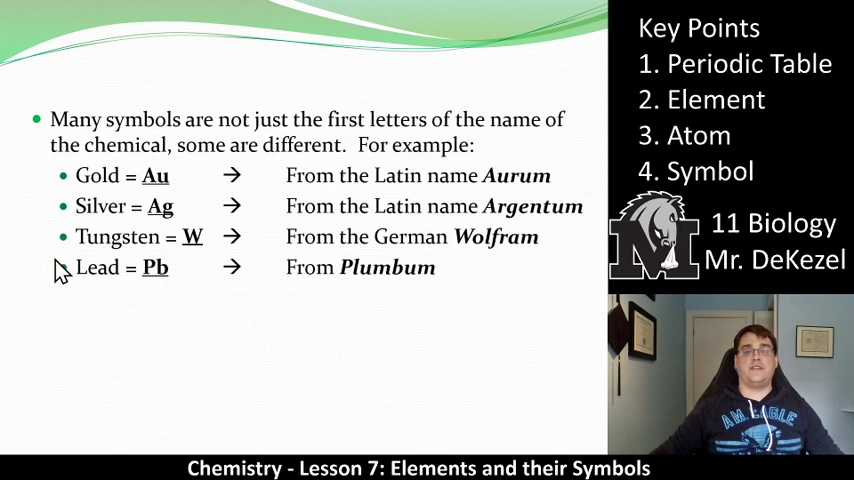 Many symbols are not just the first letters of the name of
the chemical, some are different. For example:
Gold = Au → From the Latin name Aurum
Silver = Ag → From the Latin name Argentum
Tungsten = W → From the German Wolfram
Lead = Pb → From Plumbum
Key Points
1. Periodic Table
2. Element
3. Atom
4. Symbol
M
11 Biology
Mr. DeKezel
AM. EAGLE
Chemistry - Lesson 7: Elements and their Symbols